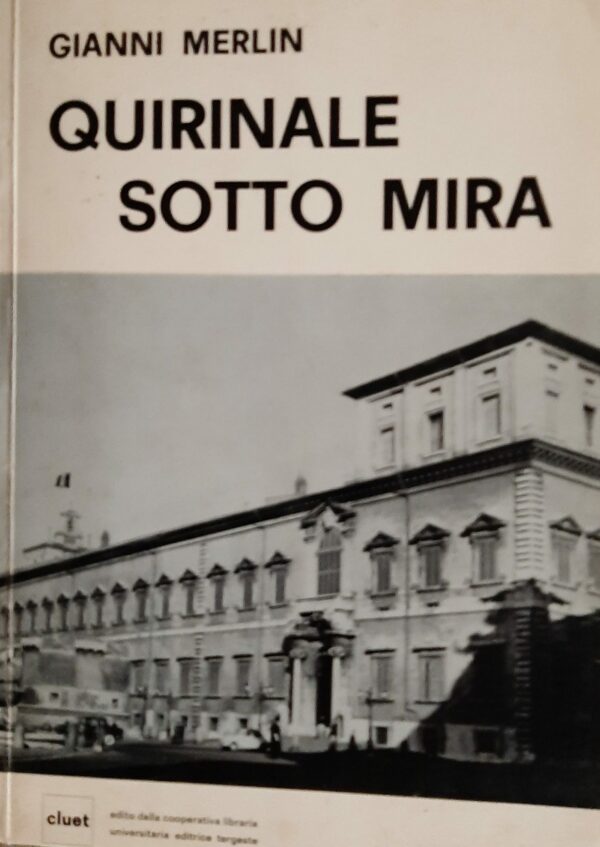 GIANNI MERLIN
QUIRINALE
SOTTO MIRA
cluet
edito dalla cooperativa libraria
universitaria editrice tergeste